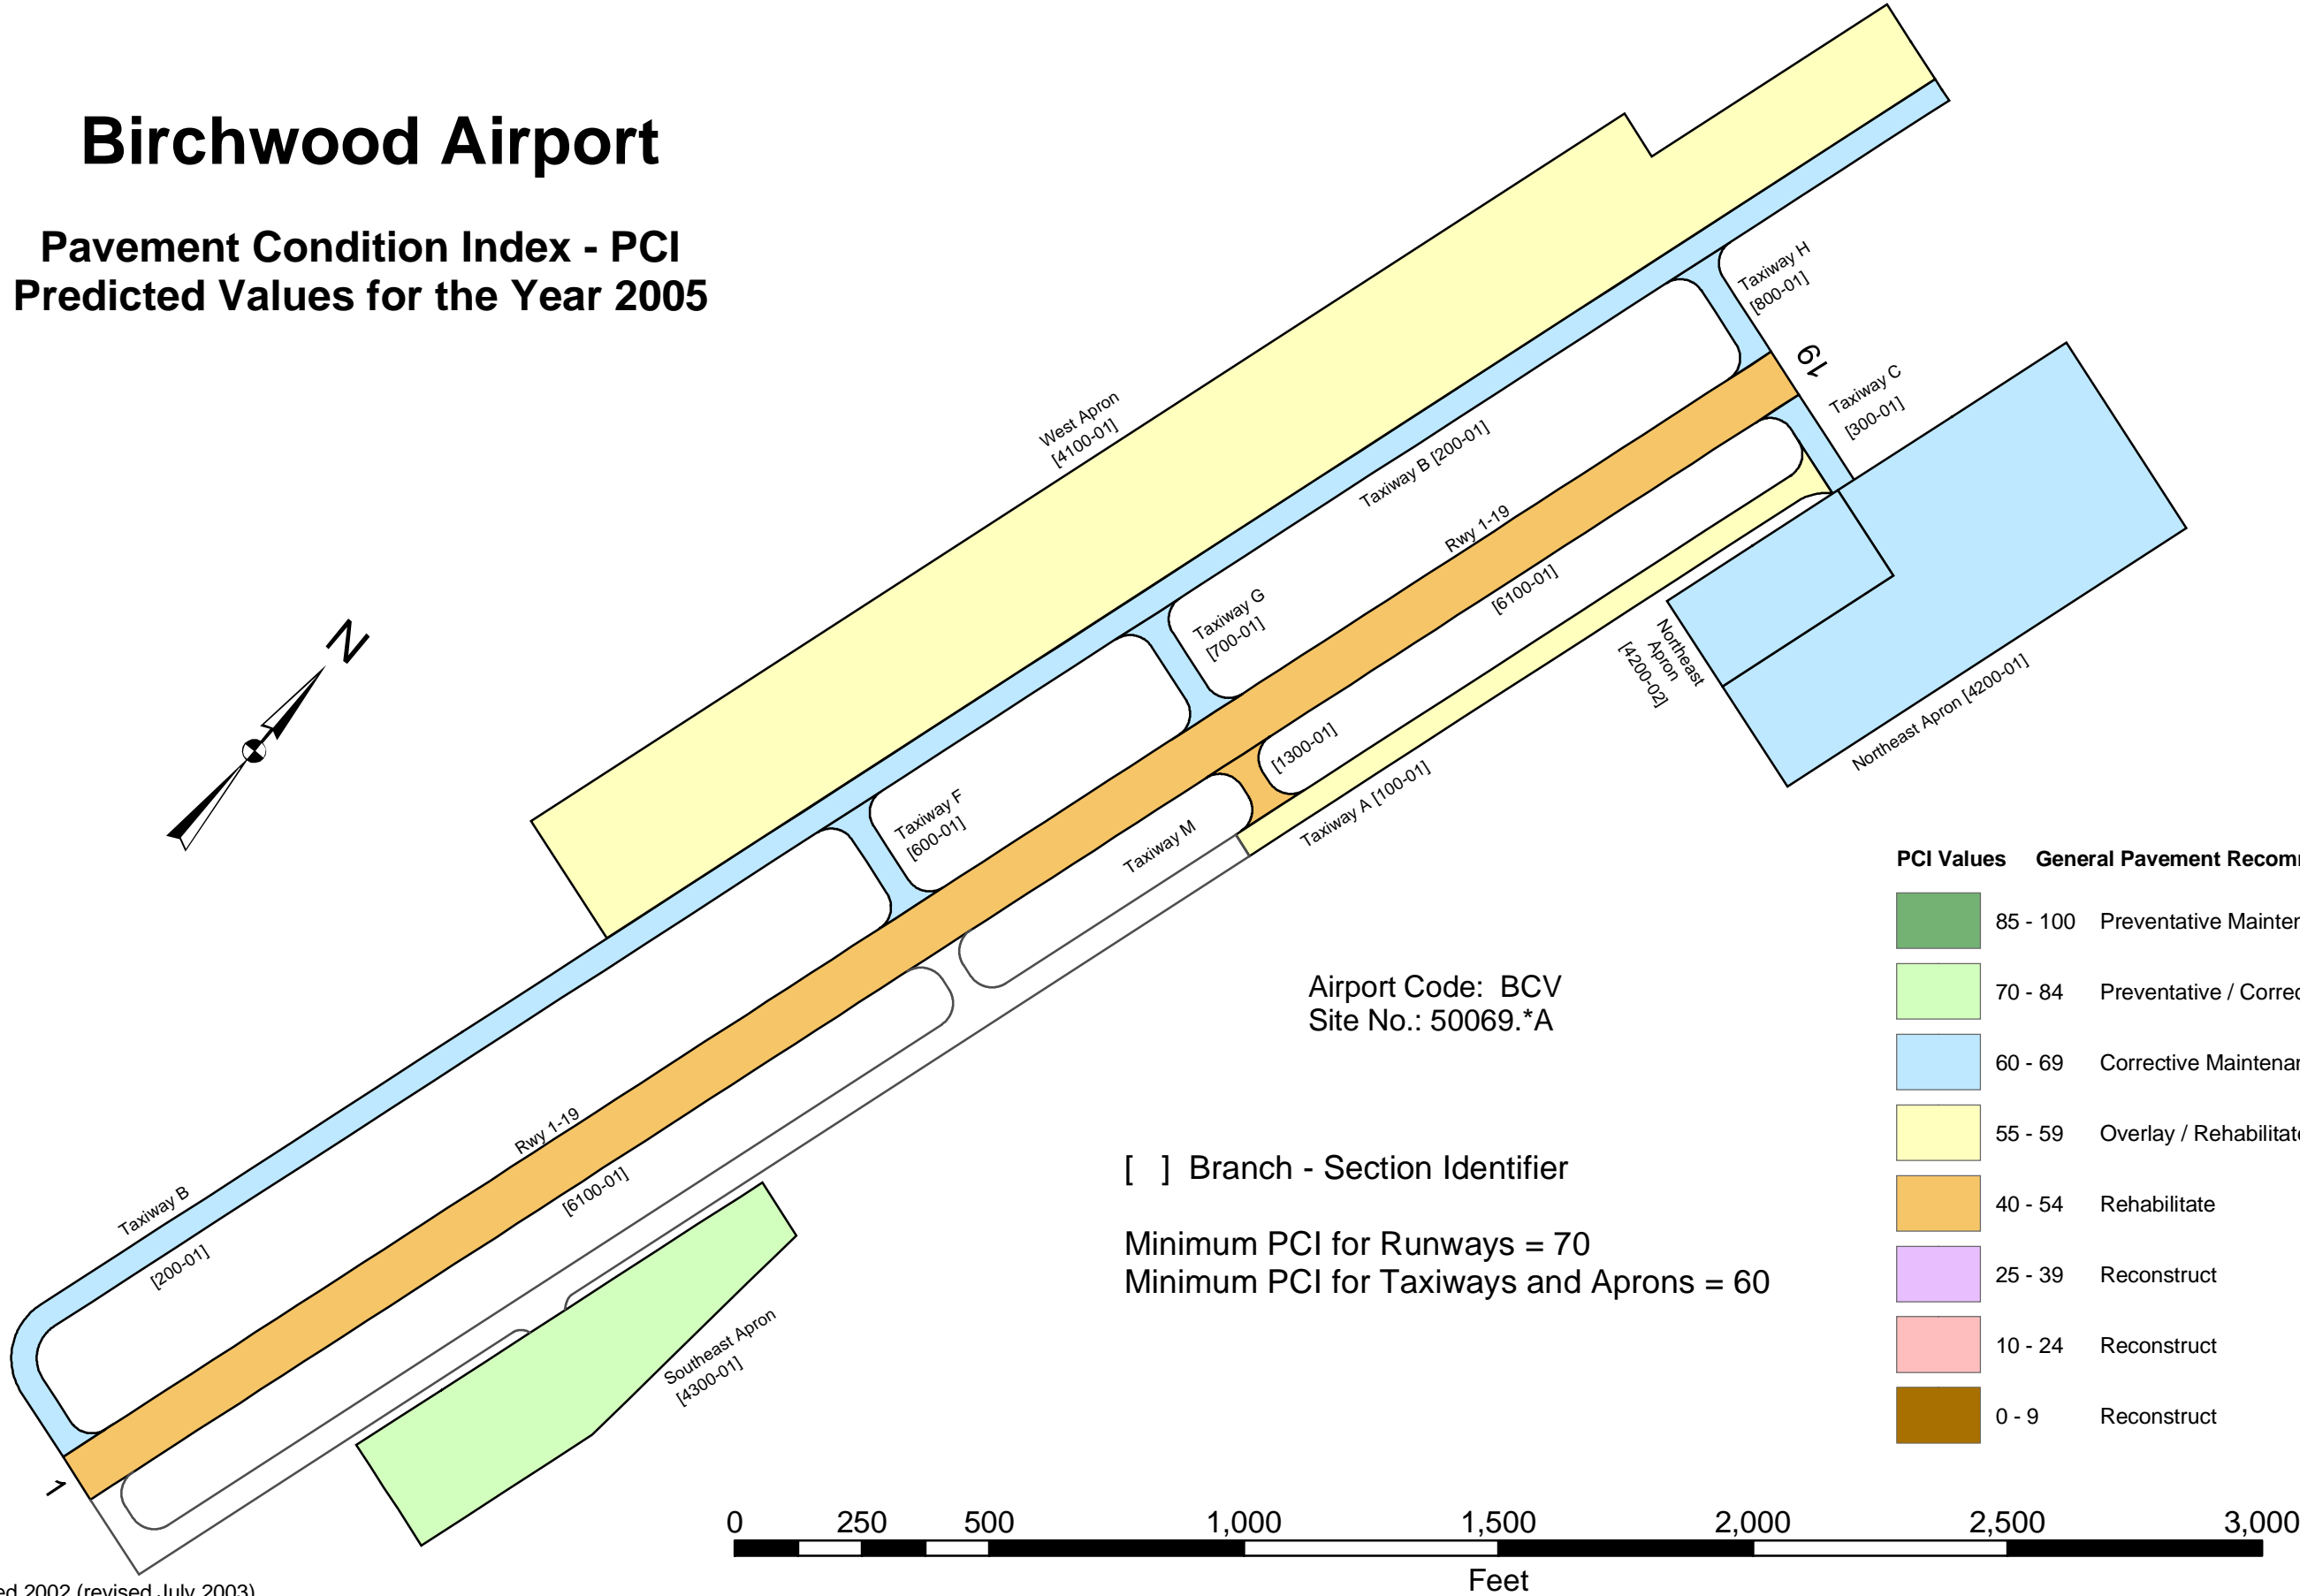 Birchwood Airport
Pavement Condition Index - PCI
Predicted Values for the Year 2005
N
West Apron
[4100-01]
Taxiway H
[800-01]
19
Taxiway C
[300-01]
Taxiway B [200-01]
Rwy 1-19
[6100-01]
Taxiway G
[700-01]
Northeast
Apron
[4200-02]
Northeast Apron [4200-01]
[1300-01]
Taxiway A [100-01]
Taxiway M
Taxiway F
[600-01]
Rwy 1-19
[6100-01]
Taxiway B
[200-01]
1
Southeast Apron
[4300-01]
Airport Code: BCV
Site No.: 50069.*A
[ ] Branch - Section Identifier
Minimum PCI for Runways = 70
Minimum PCI for Taxiways and Aprons = 60
PCI Values General Pavement
85 - 100 Preventative
70 - 84 Preventative /
60 - 69 Corrective
55 - 59 Overlay /
40 - 54 Rehabilitate
25 - 39 Reconstruct
10 - 24 Reconstruct
0 - 9 Reconstruct
0 250 500 1,000 1,500 2,000 2,500 3,000
Feet
2002 (revised July 2003)